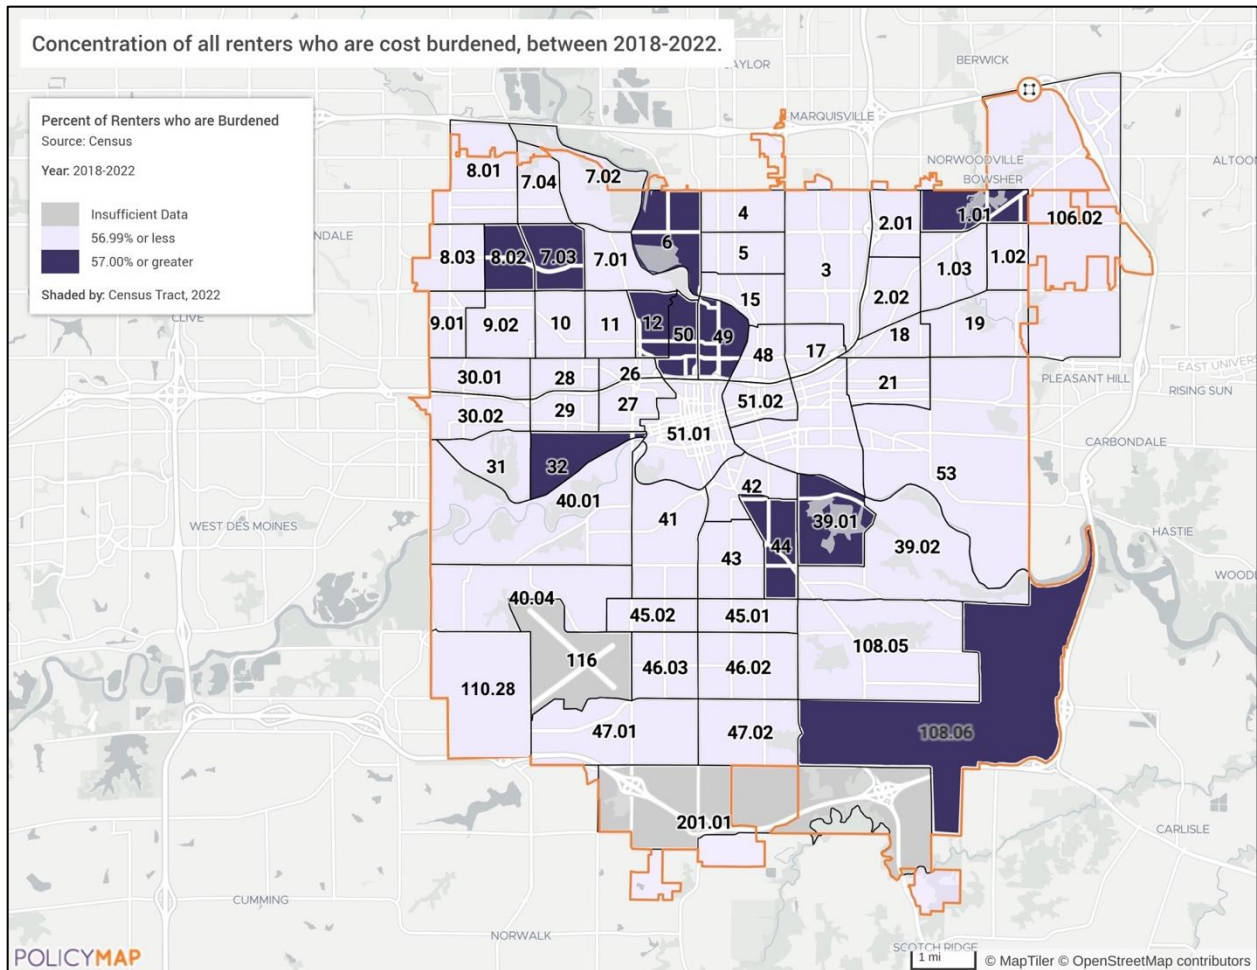 Concentration of all renters who are cost burdened, between 2018-2022.
AYLOR
BERWICK
Percent of Renters who are Burdened
Source: Census
Year: 2018-2022
Insufficient Data
56.99% or less
57.00% or greater
Shaded by: Census Tract, 2022
MARQUISVILLE
NORWOODVILLE
BOWSHER
ALTOON
8.01
7.04
7.02
4
2.01
1.01
106.02
NDALE
8.03
8.02
7.03
7.01
6
5
3
1.03
1.02
15
2.02
CLIVE
9.01
9.02
10
11
12
50
49
48
17
18
19
EAST UNIVER
30.01
28
26
21
PLEASANT HILL
RISING SUN
30.02
29
27
51.02
51.01
CARBONDALE
31
32
53
40.01
42
WEST DES MOINES
41
39.01
HASTIE
43
44
39.02
WOODL
40.04
45.02
45.01
116
46.03
46.02
108.05
110.28
47.01
47.02
108.06
201.01
CARLISLE
CUMMING
NORWALK
SCOTCH RIDGE
POLICYMAP
1 mi
© MapTiler © OpenStreetMap contributors